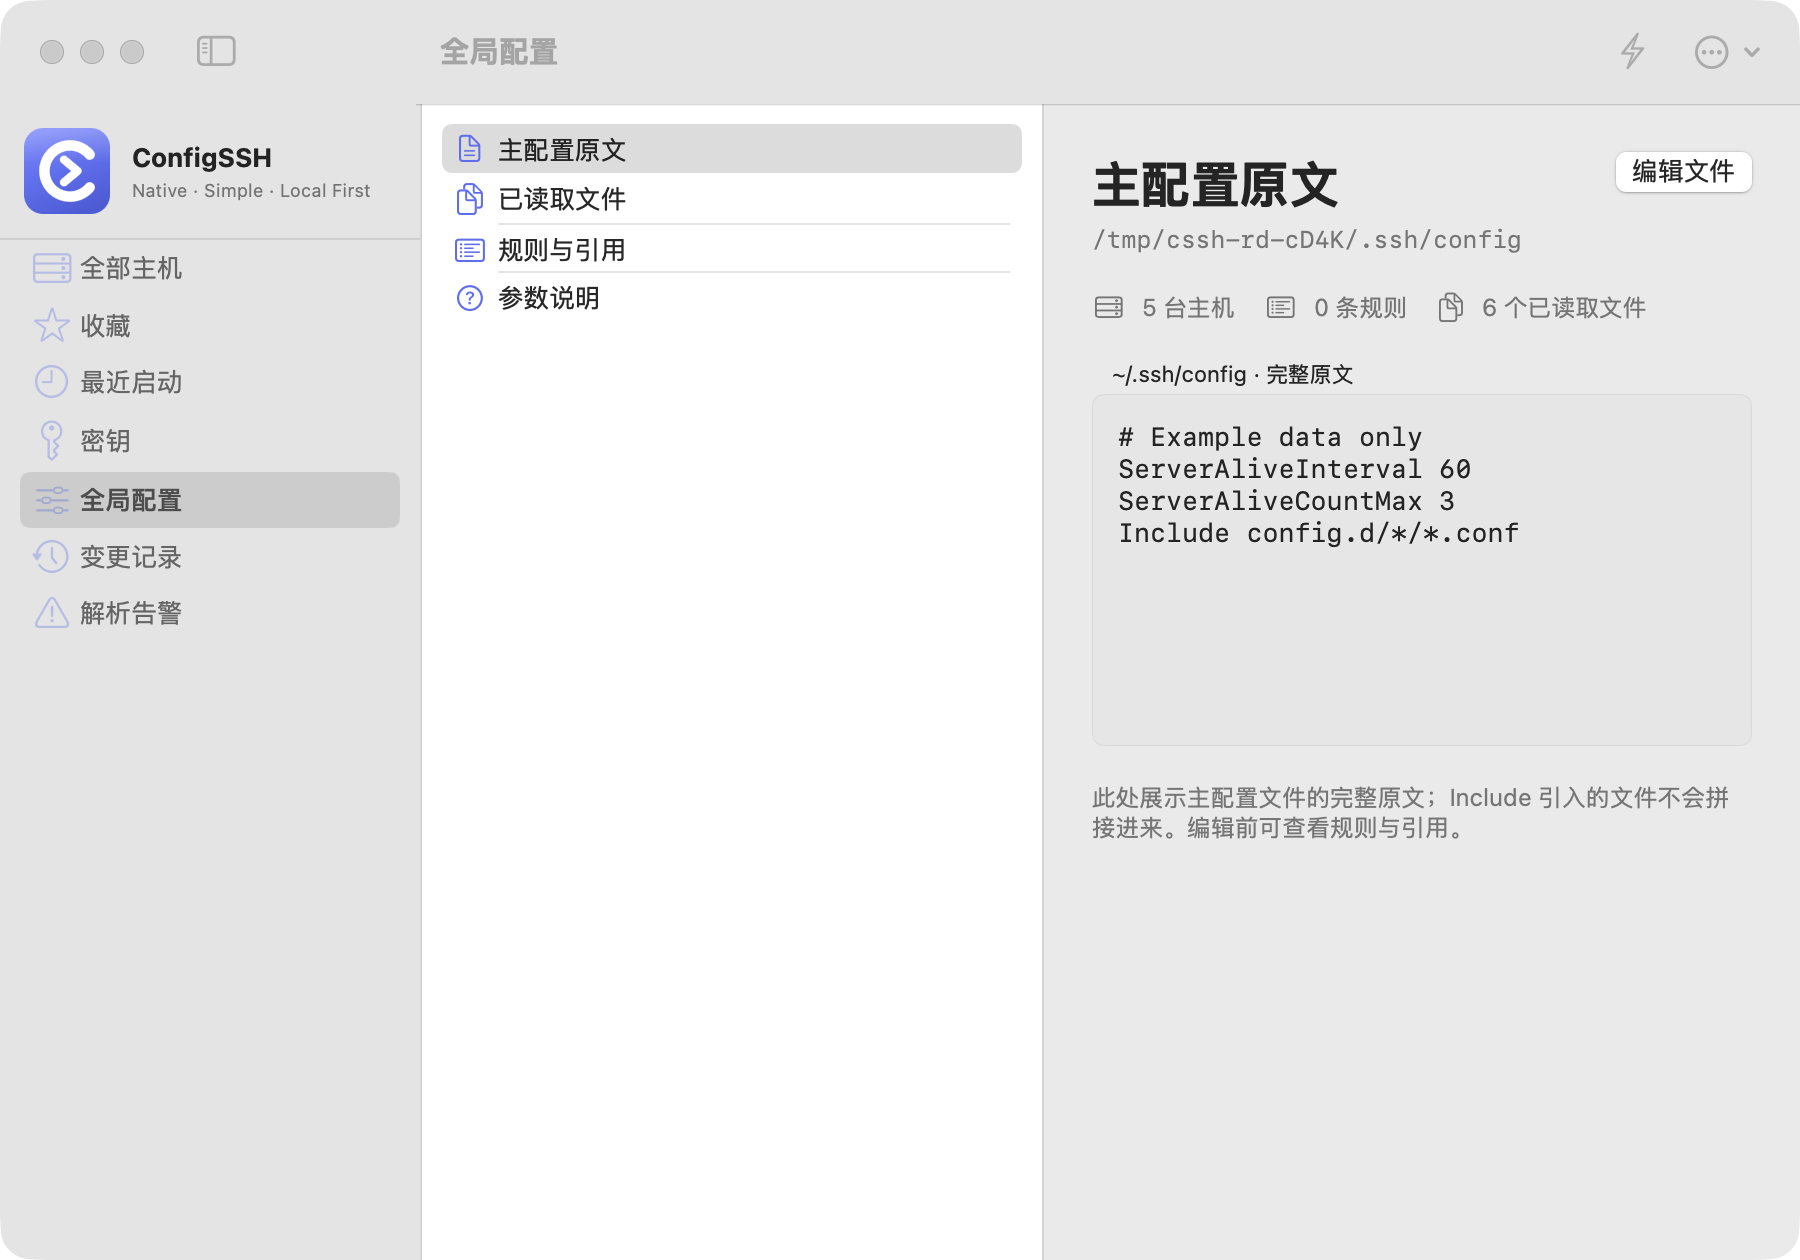 全局配置
ConfigSSH
Native · Simple · Local First
全部主机
收藏
最近启动
密钥
全局配置
变更记录
解析告警
主配置原文
已读取文件
规则与引用
参数说明
主配置原文
编辑文件
/tmp/cssh-rd-cD4K/.ssh/config
5 台主机
0 条规则
6 个已读取文件
~/.ssh/config · 完整原文
# Example data only
ServerAliveInterval 60
ServerAliveCountMax 3
Include config.d/*/*.conf
此处展示主配置文件的完整原文；Include 引入的文件不会拼
接进来。编辑前可查看规则与引用。